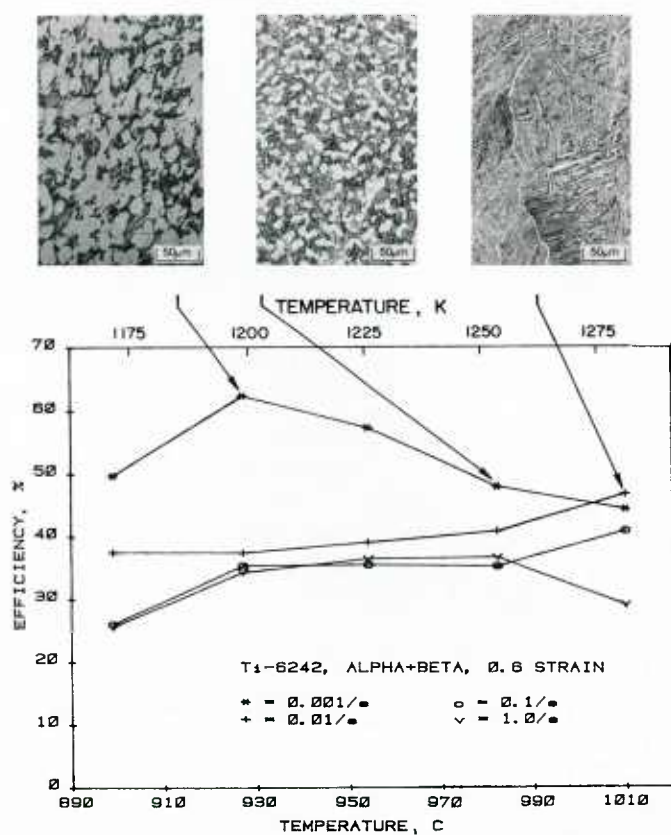 50μm
50μm
50μm
TEMPERATURE, K
1175 1200 1225 1250 1275
70
60
50
40
30
20
10
0
EFFICIENCY, %
Ti-6242, ALPHA+BETA, 0.6 STRAIN
* = 0.001/s o = 0.1/s
+ = 0.01/s v = 1.0/s
890 910 930 950 970 990 1010
TEMPERATURE, C